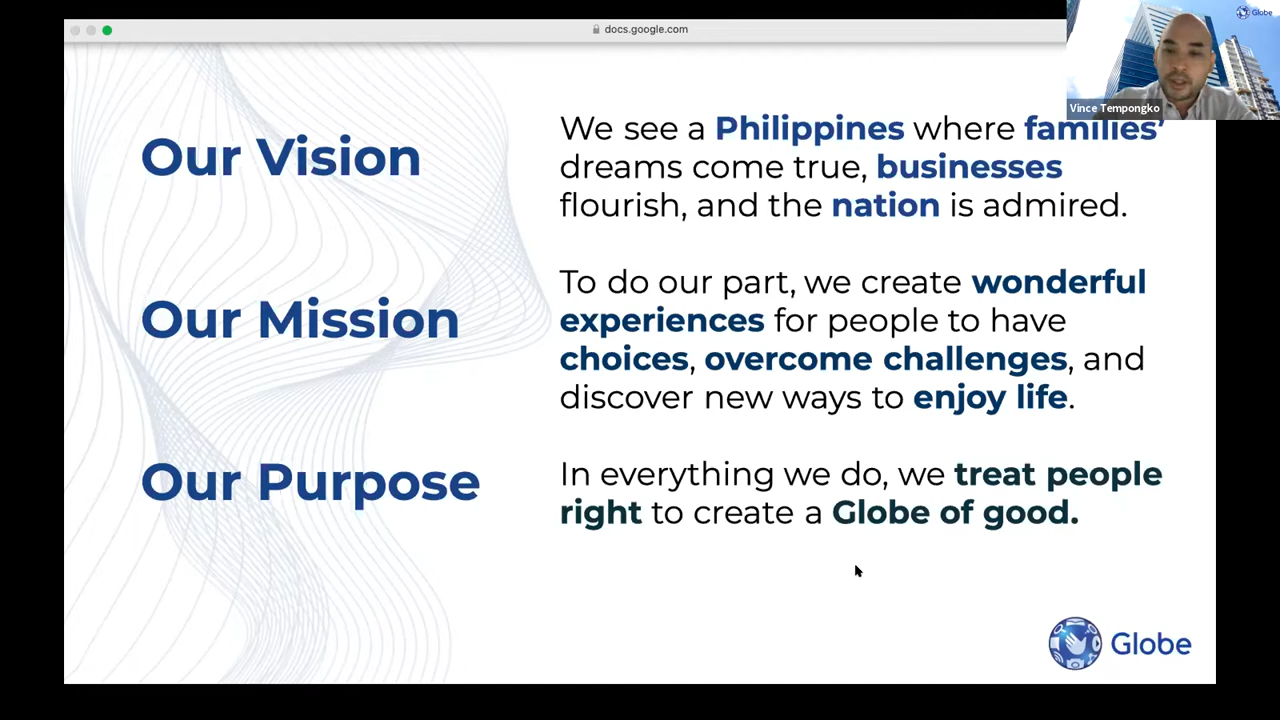 docs.google.com
Globe
Vince Tempongko
Our Vision
We see a Philippines where families’
dreams come true, businesses
flourish, and the nation is admired.
Our Mission
To do our part, we create wonderful
experiences for people to have
choices, overcome challenges, and
discover new ways to enjoy life.
Our Purpose
In everything we do, we treat people
right to create a Globe of good.
Globe